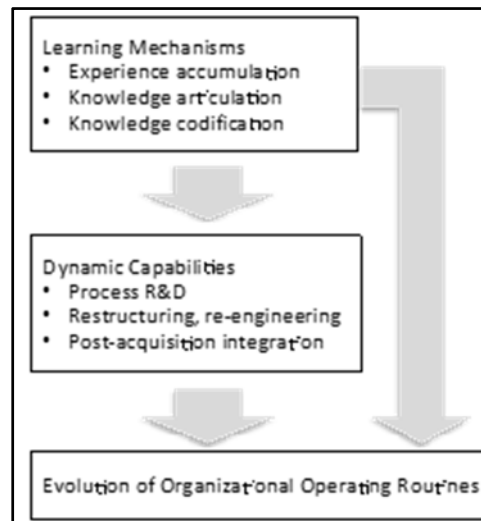 Learning Mechanisms
• Experience accumulation
• Knowledge articulation
• Knowledge codification
Dynamic Capabilities
• Process R&D
• Restructuring, re-engineering
• Post-acquisition integration
Evolution of Organizational Operating Routines